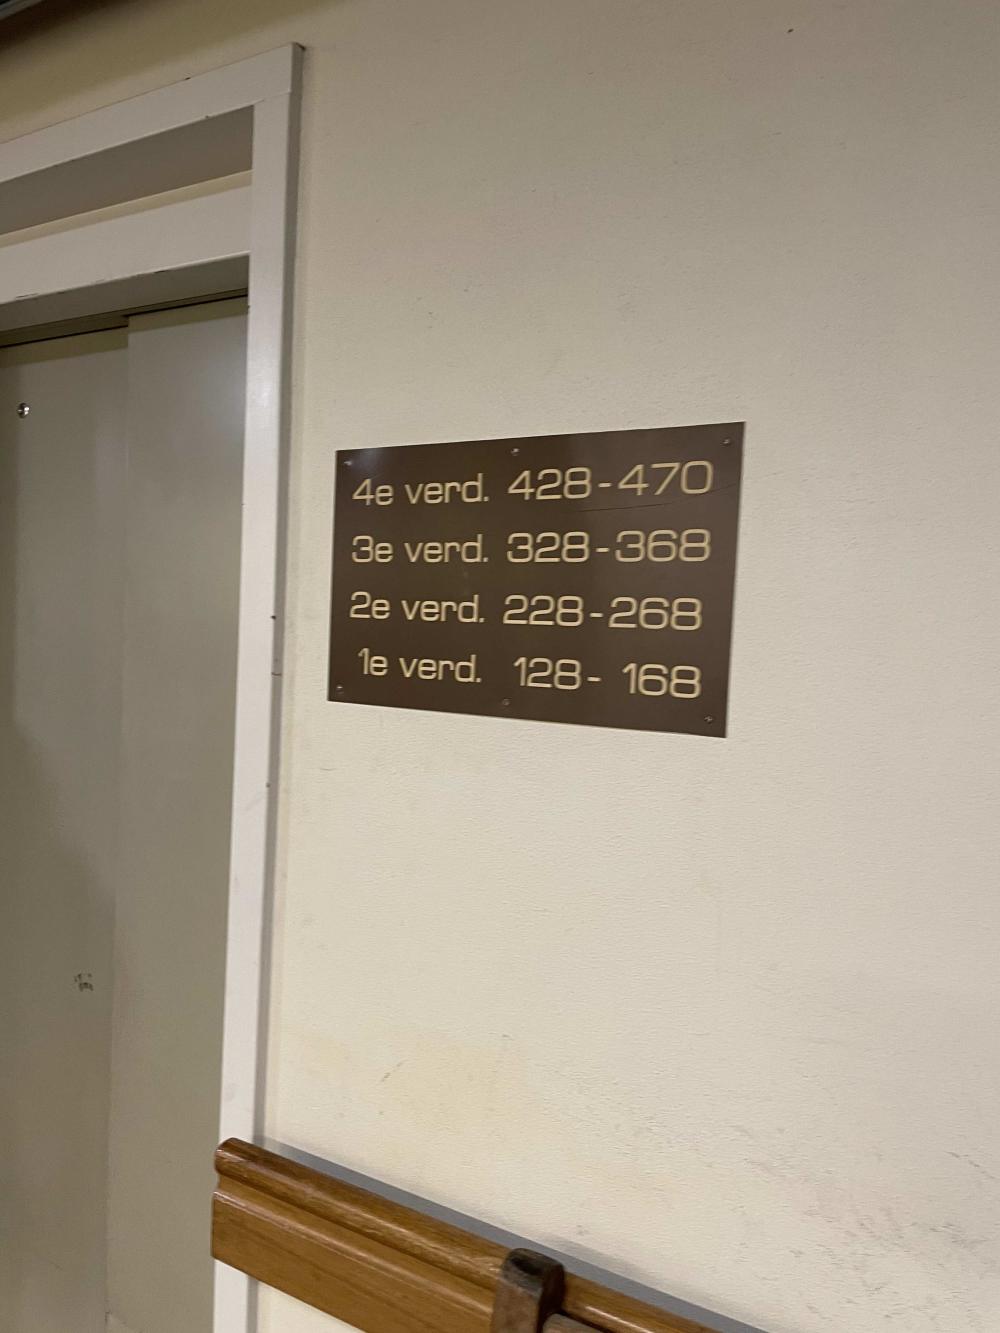 4e verd. 428-470
3e verd. 328-368
2e verd. 228-268
1e verd. 128- 168